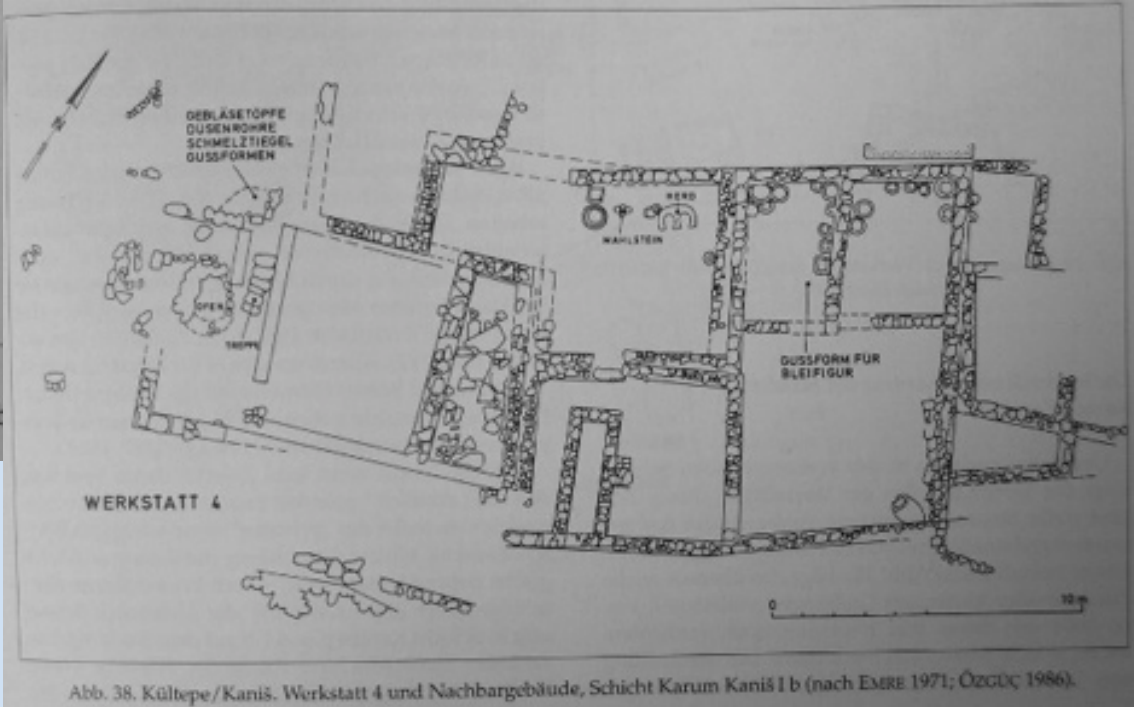 GEBLÄSETÖPFE
DÜSENROHRE
SCHMELZTIEGEL
GUSSFORMEN
HERD
MAHLSTEIN
OFEN
TREPPE
GUSSFORM FÜR
BLEIFIGUR
WERKSTATT 4
0 10 m
Abb. 38. Kültepe/Kaniš. Werkstatt 4 und Nachbargebäude, Schicht Karum Kaniš I b (nach EMRE 1971; ÖZGÜÇ 1986).